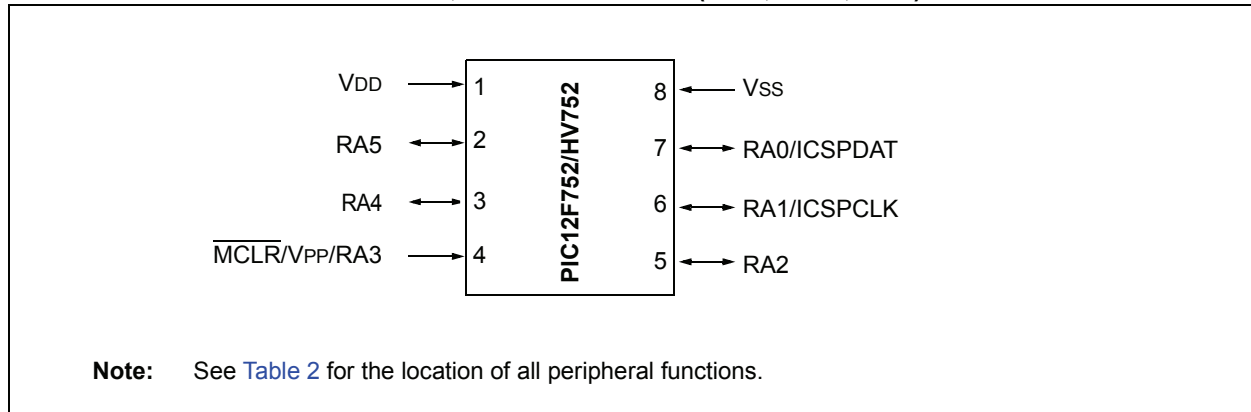 VDD 1 PIC12F752/HV752 8 VSS
RA5 2 7 RA0/ICSPDAT
RA4 3 6 RA1/ICSPCLK
MCLR/VPP/RA3 4 5 RA2
Note: See Table 2 for the location of all peripheral functions.